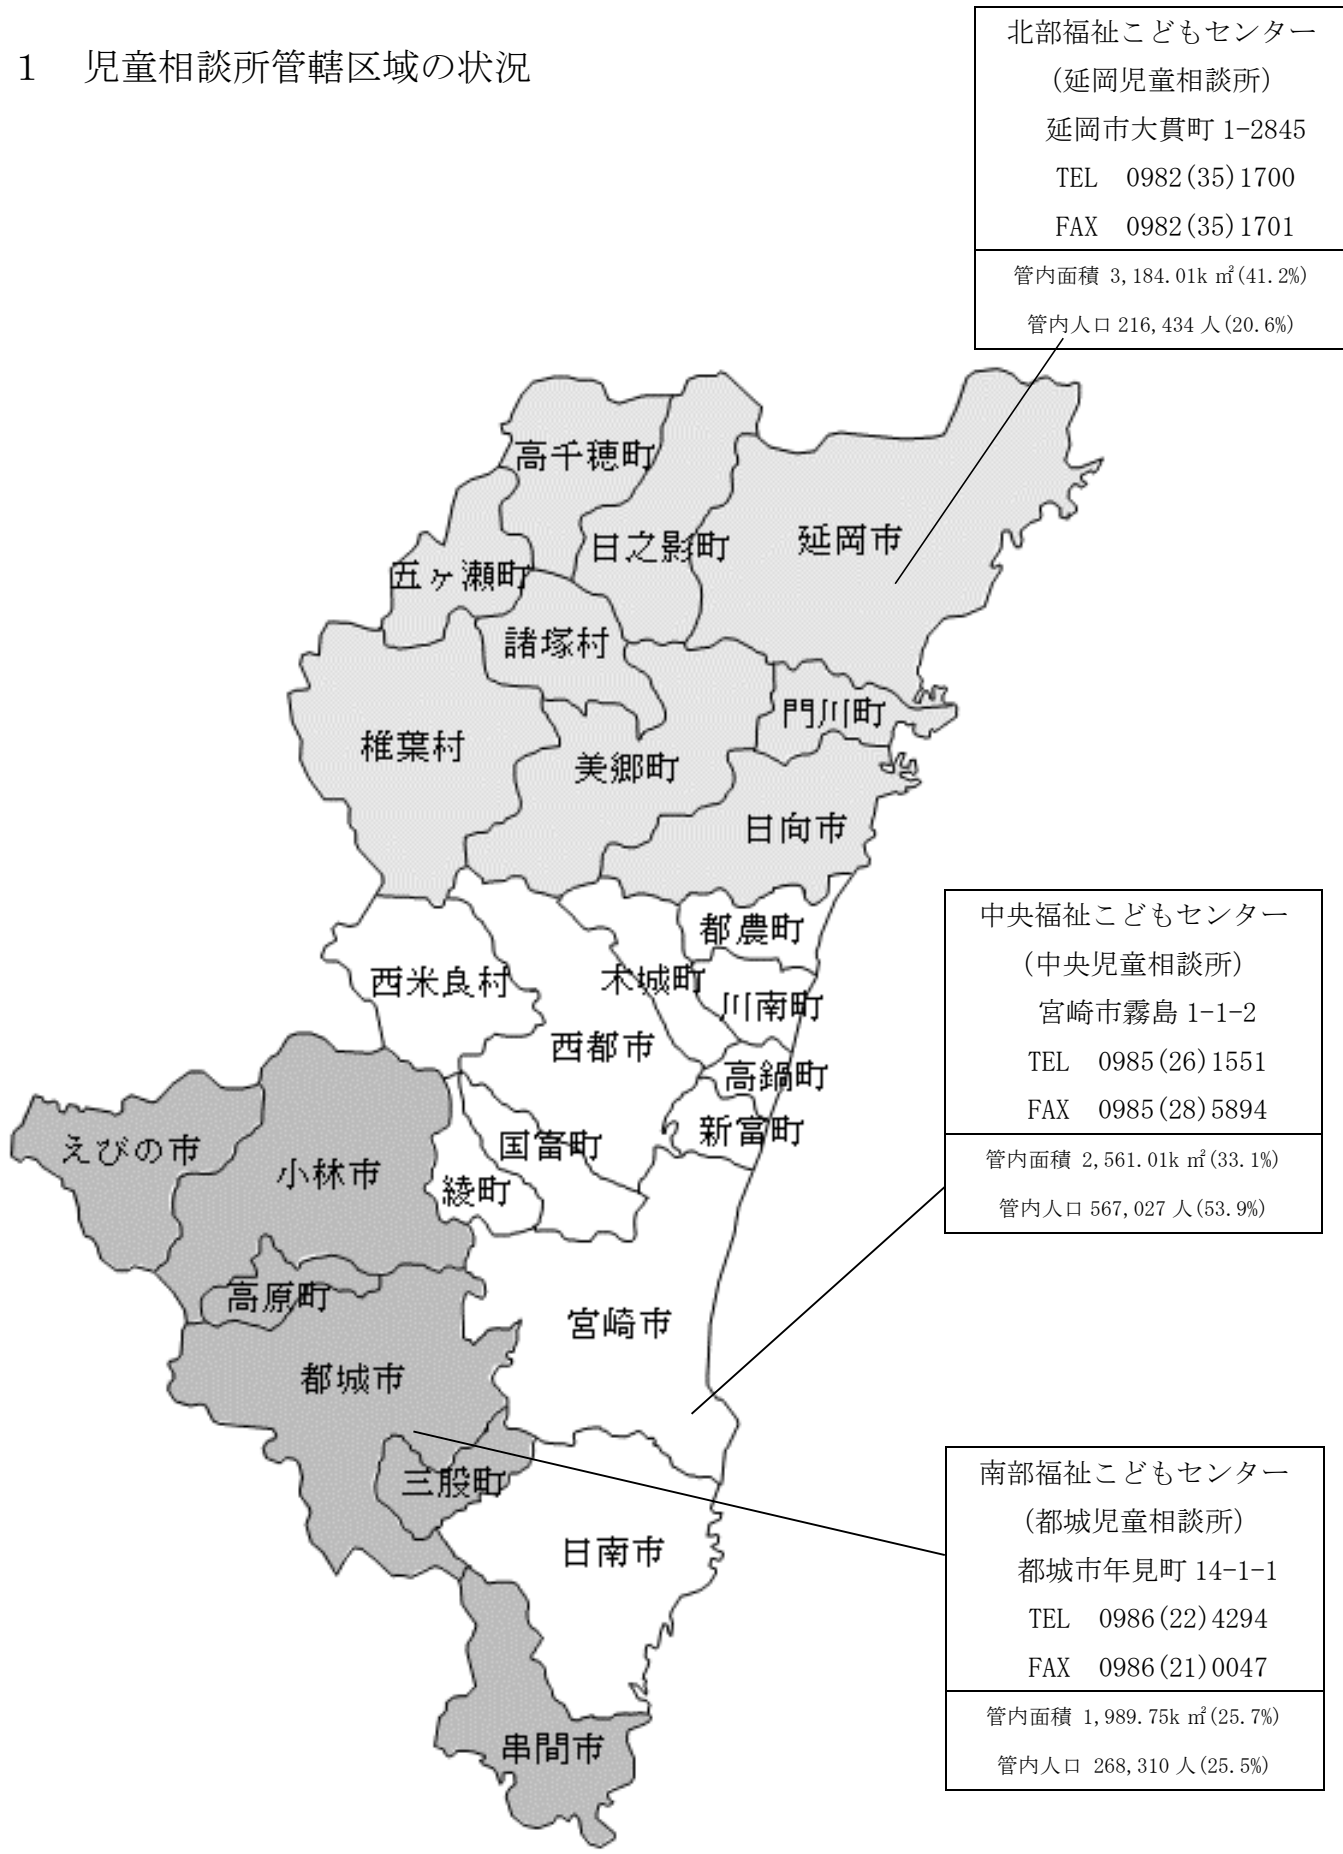 1　児童相談所管轄区域の状況
北部福祉こどもセンター
（延岡児童相談所）
延岡市大貫町 1-2845
TEL　0982(35)1700
FAX　0982(35)1701
管内面積 3,184.01k ㎡(41.2%)
管内人口 216,434 人(20.6%)
高千穂町
日之影町
延岡市
五ヶ瀬町
諸塚村
門川町
椎葉村
美郷町
日向市
都農町
西米良村
木城町
川南町
西都市
高鍋町
新富町
えびの市
小林市
国富町
綾町
高原町
宮崎市
都城市
三股町
日南市
串間市
中央福祉こどもセンター
（中央児童相談所）
宮崎市霧島 1-1-2
TEL　0985(26)1551
FAX　0985(28)5894
管内面積 2,561.01k ㎡(33.1%)
管内人口 567,027 人(53.9%)
南部福祉こどもセンター
（都城児童相談所）
都城市年見町 14-1-1
TEL　0986(22)4294
FAX　0986(21)0047
管内面積 1,989.75k ㎡(25.7%)
管内人口 268,310 人(25.5%)